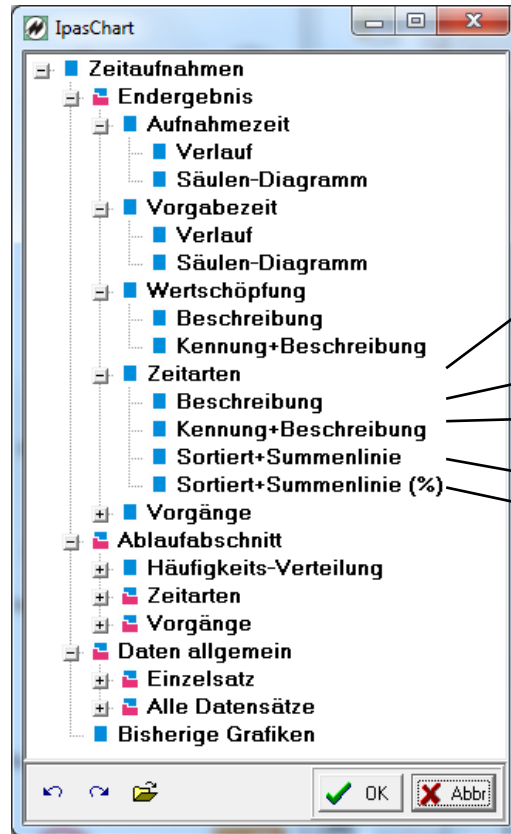 IpasChart
Zeitaufnahmen
Endergebnis
Aufnahmezeit
Verlauf
Säulen-Diagramm
Vorgabezeit
Verlauf
Säulen-Diagramm
Wertschöpfung
Beschreibung
Kennung+Beschreibung
Zeitarten
Beschreibung
Kennung+Beschreibung
Sortiert+Summenlinie
Sortiert+Summenlinie (%)
Vorgänge
Ablaufabschnitt
Häufigkeits-Verteilung
Zeitarten
Vorgänge
Daten allgemein
Einzelsatz
Alle Datensätze
Bisherige Grafiken
OK Abbr